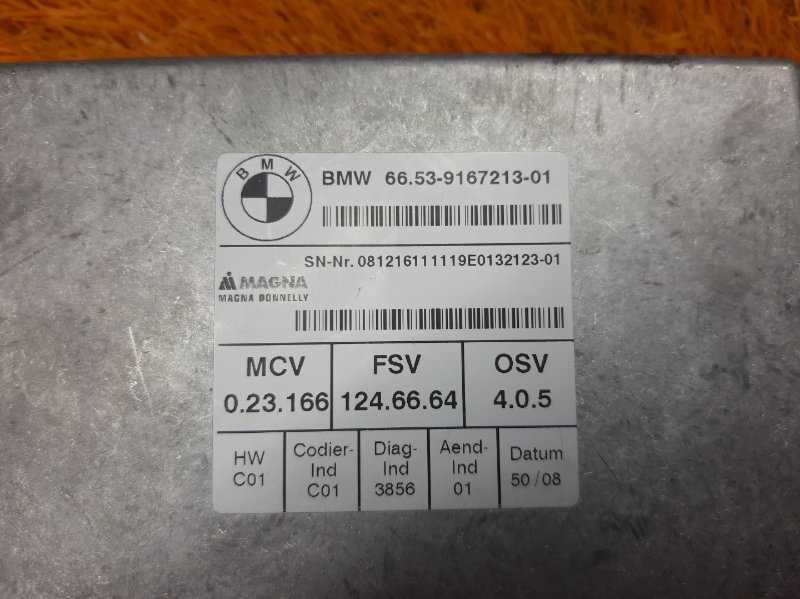 BMW
BMW 66.53-9167213-01
SN-Nr. 081216111119E0132123-01
MAGNA
MAGNA DONNELLY
MCV FSV OSV
0.23.166 124.66.64 4.0.5
HW Codier- Diag- Aend- Datum
Ind Ind Ind
C01 C01 3856 01 50/08